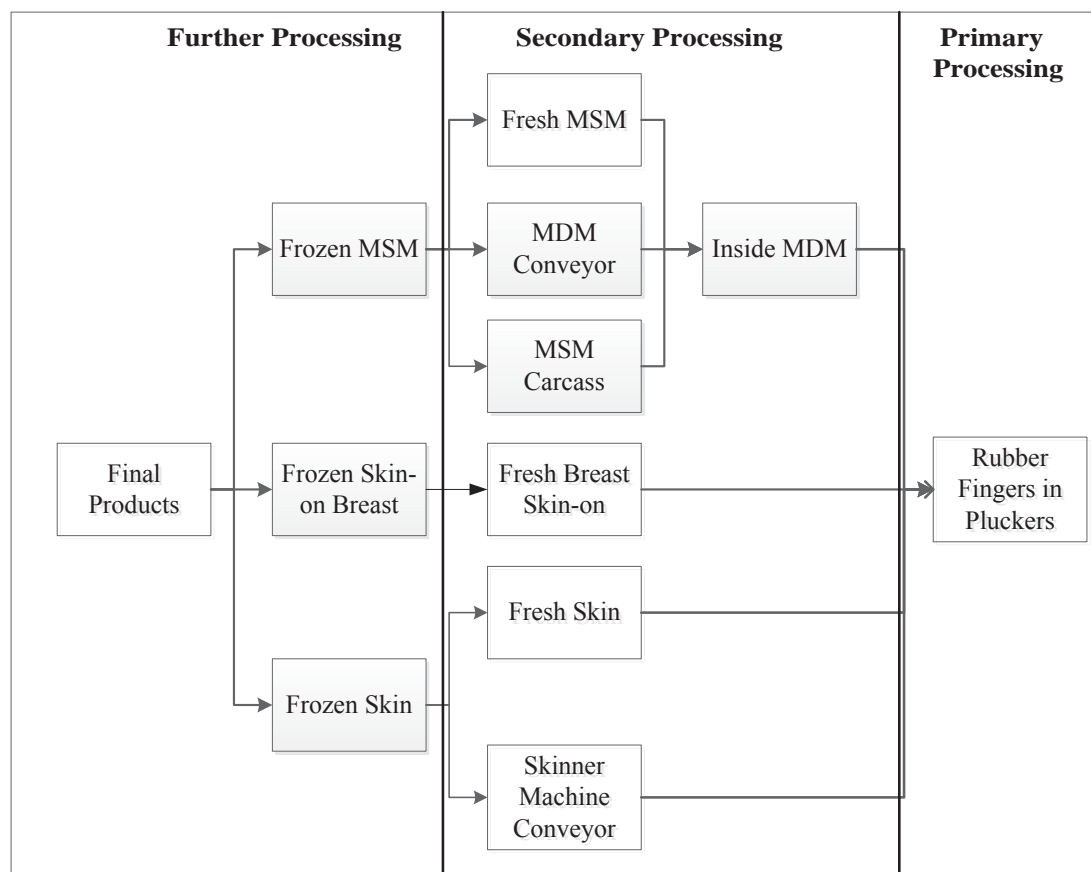 Further Processing
Secondary Processing
Primary
Processing
Fresh MSM
Frozen MSM
MDM
Conveyor
Inside MDM
MSM
Carcass
Final
Products
Frozen Skin-
on Breast
Fresh Breast
Skin-on
Rubber
Fingers in
Pluckers
Fresh Skin
Frozen Skin
Skinner
Machine
Conveyor